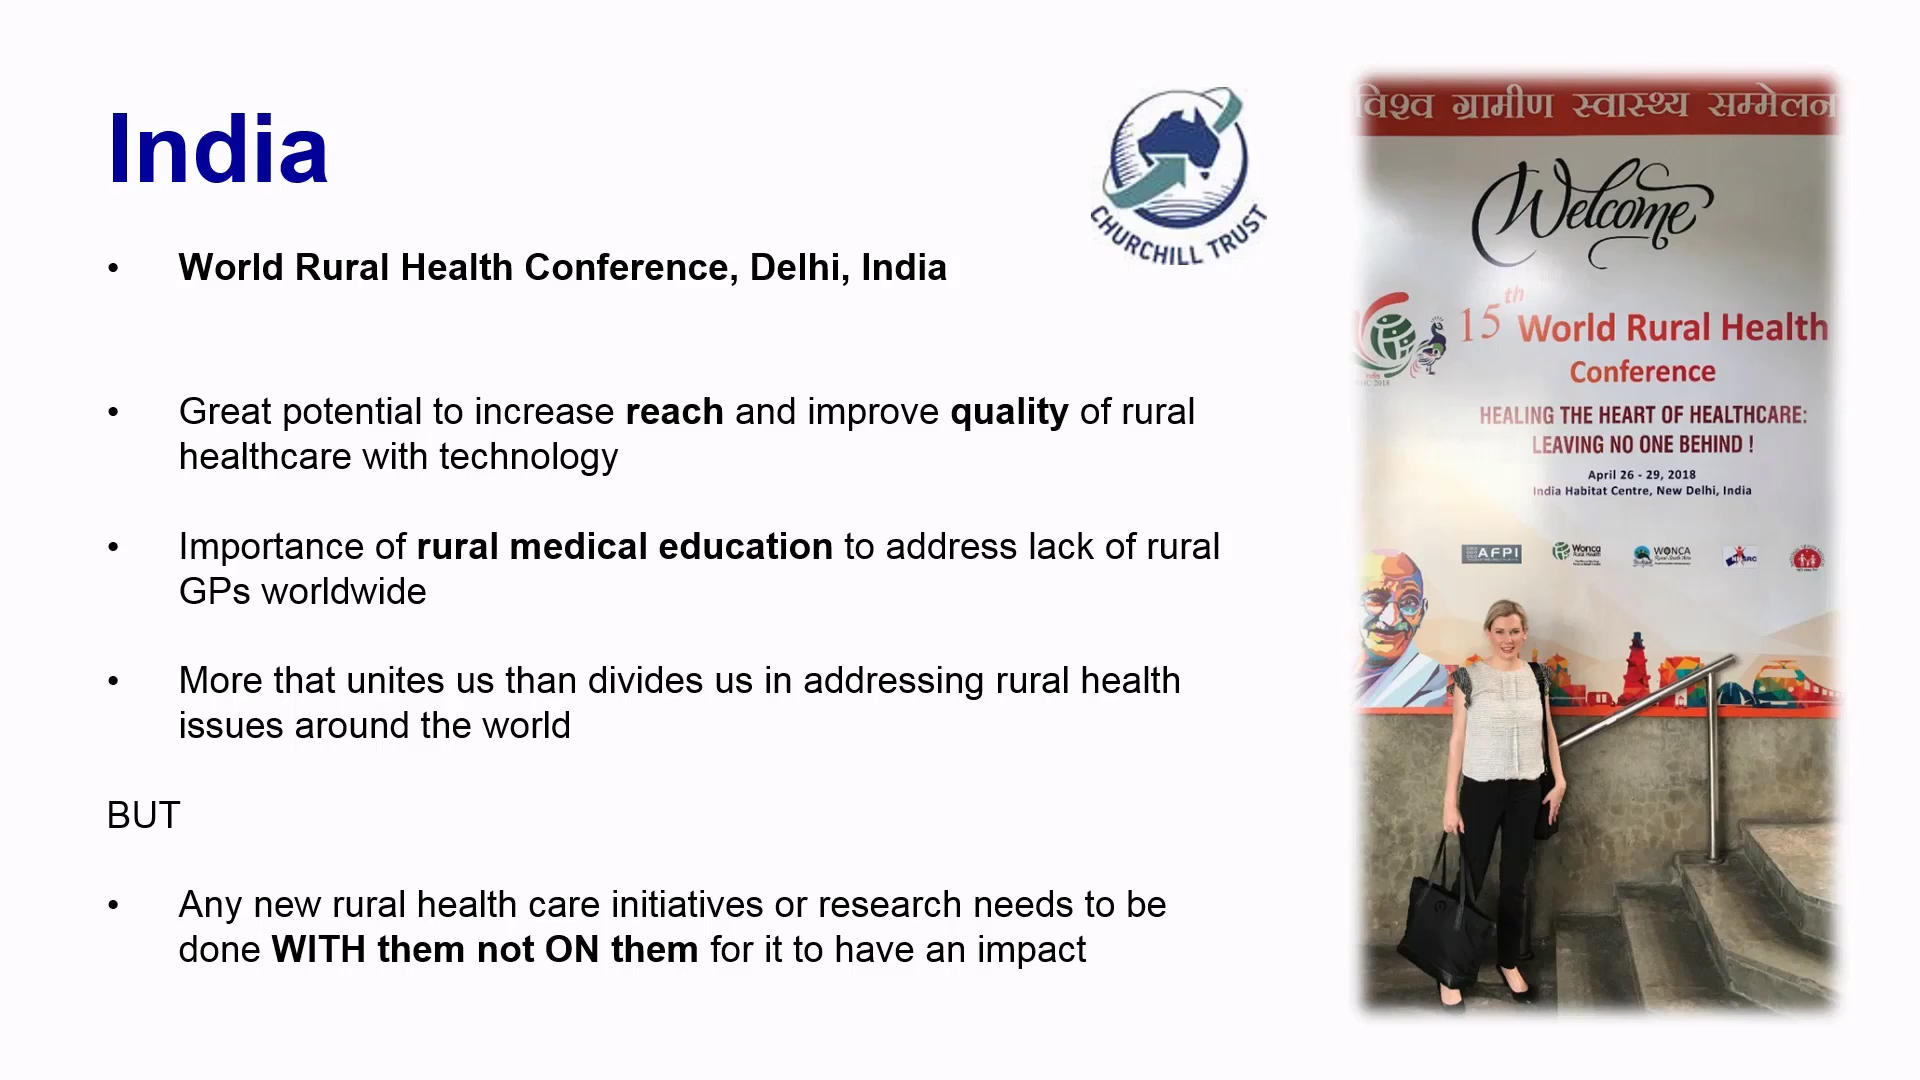 India
CHURCHILL TRUST
• World Rural Health Conference, Delhi, India
• Great potential to increase reach and improve quality of rural
healthcare with technology
• Importance of rural medical education to address lack of rural
GPs worldwide
• More that unites us than divides us in addressing rural health
issues around the world
BUT
• Any new rural health care initiatives or research needs to be
done WITH them not ON them for it to have an impact
विश्व ग्रामीण स्वास्थ्य सम्मेलन
Welcome
15th World Rural Health
Conference
HEALING THE HEART OF HEALTHCARE:
LEAVING NO ONE BEHIND !
April 26 - 29, 2018
India Habitat Centre, New Delhi, India
AFPI
Wonca
WONCA